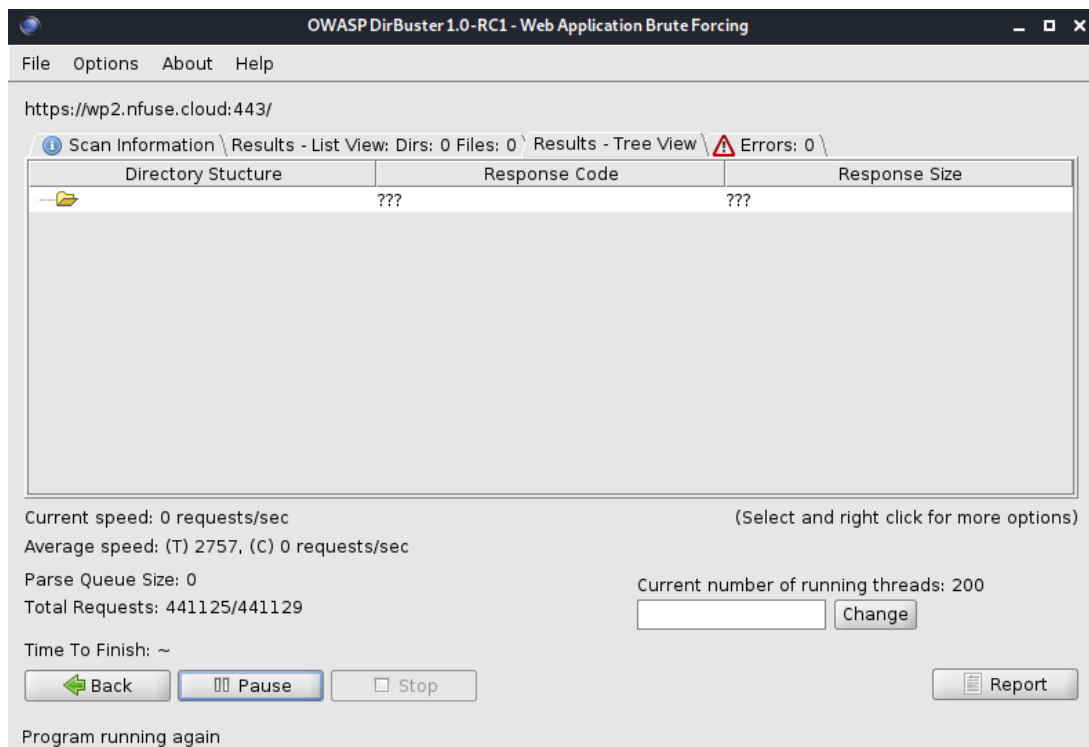 OWASP DirBuster 1.0-RC1 - Web Application Brute Forcing
File Options About Help
https://wp2.nfuse.cloud:443/
Scan Information Results - List View: Dirs: 0 Files: 0 Results - Tree View Errors: 0
Directory Stucture Response Code Response Size
??? ???
Current speed: 0 requests/sec (Select and right click for more options)
Average speed: (T) 2757, (C) 0 requests/sec
Parse Queue Size: 0 Current number of running threads: 200
Total Requests: 441125/441129 Change
Time To Finish: ~
Back Pause Stop Report
Program running again